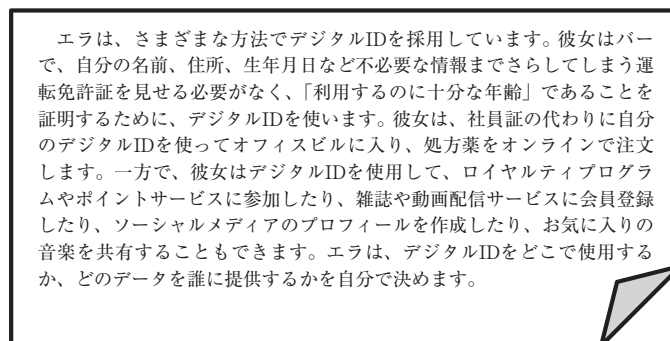 エラは、さまざまな方法でデジタルIDを採用しています。彼女はバー
で、自分の名前、住所、生年月日など不必要な情報までさらしてしまう運
転免許証を見せる必要がなく、「利用するのに十分な年齢」であることを
証明するために、デジタルIDを使います。彼女は、社員証の代わりに自分
のデジタルIDを使ってオフィスビルに入り、処方薬をオンラインで注文
します。一方で、彼女はデジタルIDを使用して、ロイヤルティプログラ
ムやポイントサービスに参加したり、雑誌や動画配信サービスに会員登録
したり、ソーシャルメディアのプロフィールを作成したり、お気に入りの
音楽を共有することもできます。エラは、デジタルIDをどこで使用する
か、どのデータを誰に提供するかを自分で決めます。